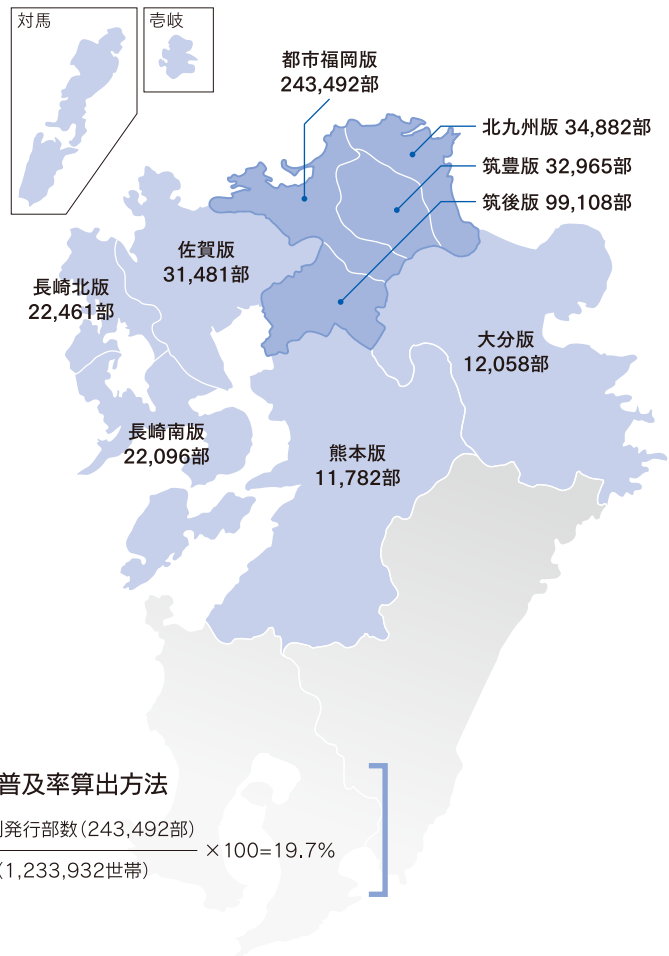 対馬
壱岐
都市福岡版
243,492部
北九州版 34,882部
筑豊版 32,965部
筑後版 99,108部
佐賀版
31,481部
長崎北版
22,461部
大分版
12,058部
長崎南版
22,096部
熊本版
11,782部
普及率算出方法
発行部数(243,492部)
×100=19.7%
(1,233,932世帯)